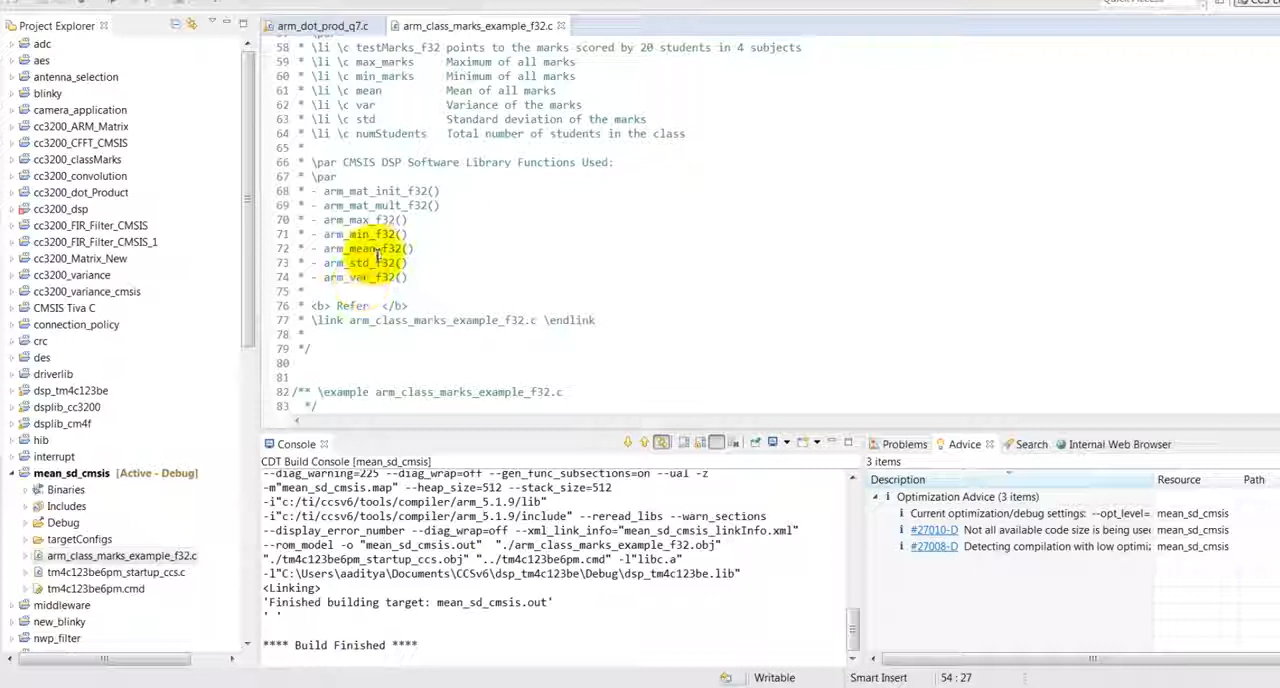 Project Explorer
adc
aes
antenna_selection
blinky
camera_application
cc3200_ARM_Matrix
cc3200_CFFT_CMSIS
cc3200_classMarks
cc3200_convolution
cc3200_dot_Product
cc3200_dsp
cc3200_FIR_Filter_CMSIS
cc3200_FIR_Filter_CMSIS_1
cc3200_Matrix_New
cc3200_variance
cc3200_variance_cmsis
CMSIS Tiva C
connection_policy
crc
des
driverlib
dsp_tm4c123be
dsplib_cc3200
dsplib_cm4f
hib
interrupt
mean_sd_cmsis [Active - Debug]
Binaries
Includes
Debug
targetConfigs
arm_class_marks_example_f32.c
tm4c123be6pm_startup_ccs.c
tm4c123be6pm.cmd
middleware
new_blinky
nwp_filter
arm_dot_prod_q7.c
arm_class_marks_example_f32.c
58 * \li \c testMarks_f32 points to the marks scored by 20 students in 4 subjects
59 * \li \c max_marks Maximum of all marks
60 * \li \c min_marks Minimum of all marks
61 * \li \c mean Mean of all marks
62 * \li \c var Variance of the marks
63 * \li \c std Standard deviation of the marks
64 * \li \c numStudents Total number of students in the class
65 *
66 * \par CMSIS DSP Software Library Functions Used:
67 * \par
68 * - arm_mat_init_f32()
69 * - arm_mat_mult_f32()
70 * - arm_max_f32()
71 * - arm_min_f32()
72 * - arm_mean_f32()
73 * - arm_std_f32()
74 * - arm_var_f32()
75 *
76 * <b> Refer </b>
77 * \link arm_class_marks_example_f32.c \endlink
78 *
79 */
80
81
82 /** \example arm_class_marks_example_f32.c
83 */
Console
CDT Build Console [mean_sd_cmsis]
--diag_warning=225 --diag_wrap=off --gen_func_subsections=on --ual -z
-m"mean_sd_cmsis.map" --heap_size=512 --stack_size=512
-i"c:/ti/ccsv6/tools/compiler/arm_5.1.9/lib"
-i"c:/ti/ccsv6/tools/compiler/arm_5.1.9/include" --reread_libs --warn_sections
--display_error_number --diag_wrap=off --xml_link_info="mean_sd_cmsis_linkInfo.xml"
--rom_model -o "mean_sd_cmsis.out" "./arm_class_marks_example_f32.obj"
"./tm4c123be6pm_startup_ccs.obj" "../tm4c123be6pm.cmd" -l"libc.a"
-l"C:\Users\aaditya\Documents\CCSv6\dsp_tm4c123be\Debug\dsp_tm4c123be.lib"
<Linking>
'Finished building target: mean_sd_cmsis.out'
' '
**** Build Finished ****
Problems
Advice
Search
Internal Web Browser
3 items
Description Resource Path
Optimization Advice (3 items)
Current optimization/debug settings: --opt_level= mean_sd_cmsis
#27010-D Not all available code size is being use mean_sd_cmsis
#27008-D Detecting compilation with low optimiz mean_sd_cmsis
Writable
Smart Insert
54 : 27